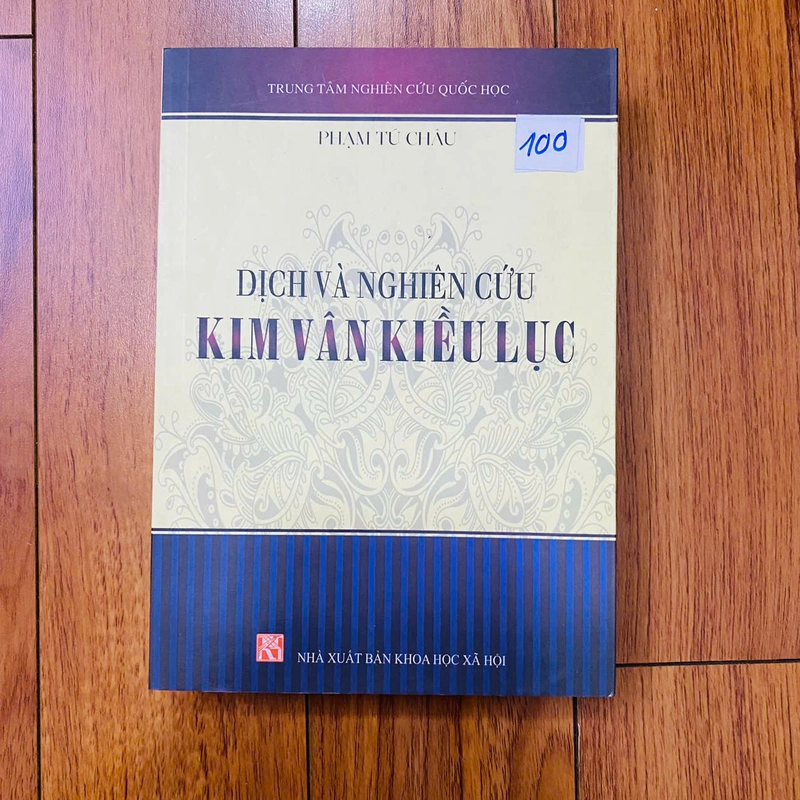 TRUNG TÂM NGHIÊN CỨU QUỐC HỌC
PHẠM TÚ CHÂU
100
DỊCH VÀ NGHIÊN CỨU
KIM VÂN KIỀU LỤC
NHÀ XUẤT BẢN KHOA HỌC XÃ HỘI